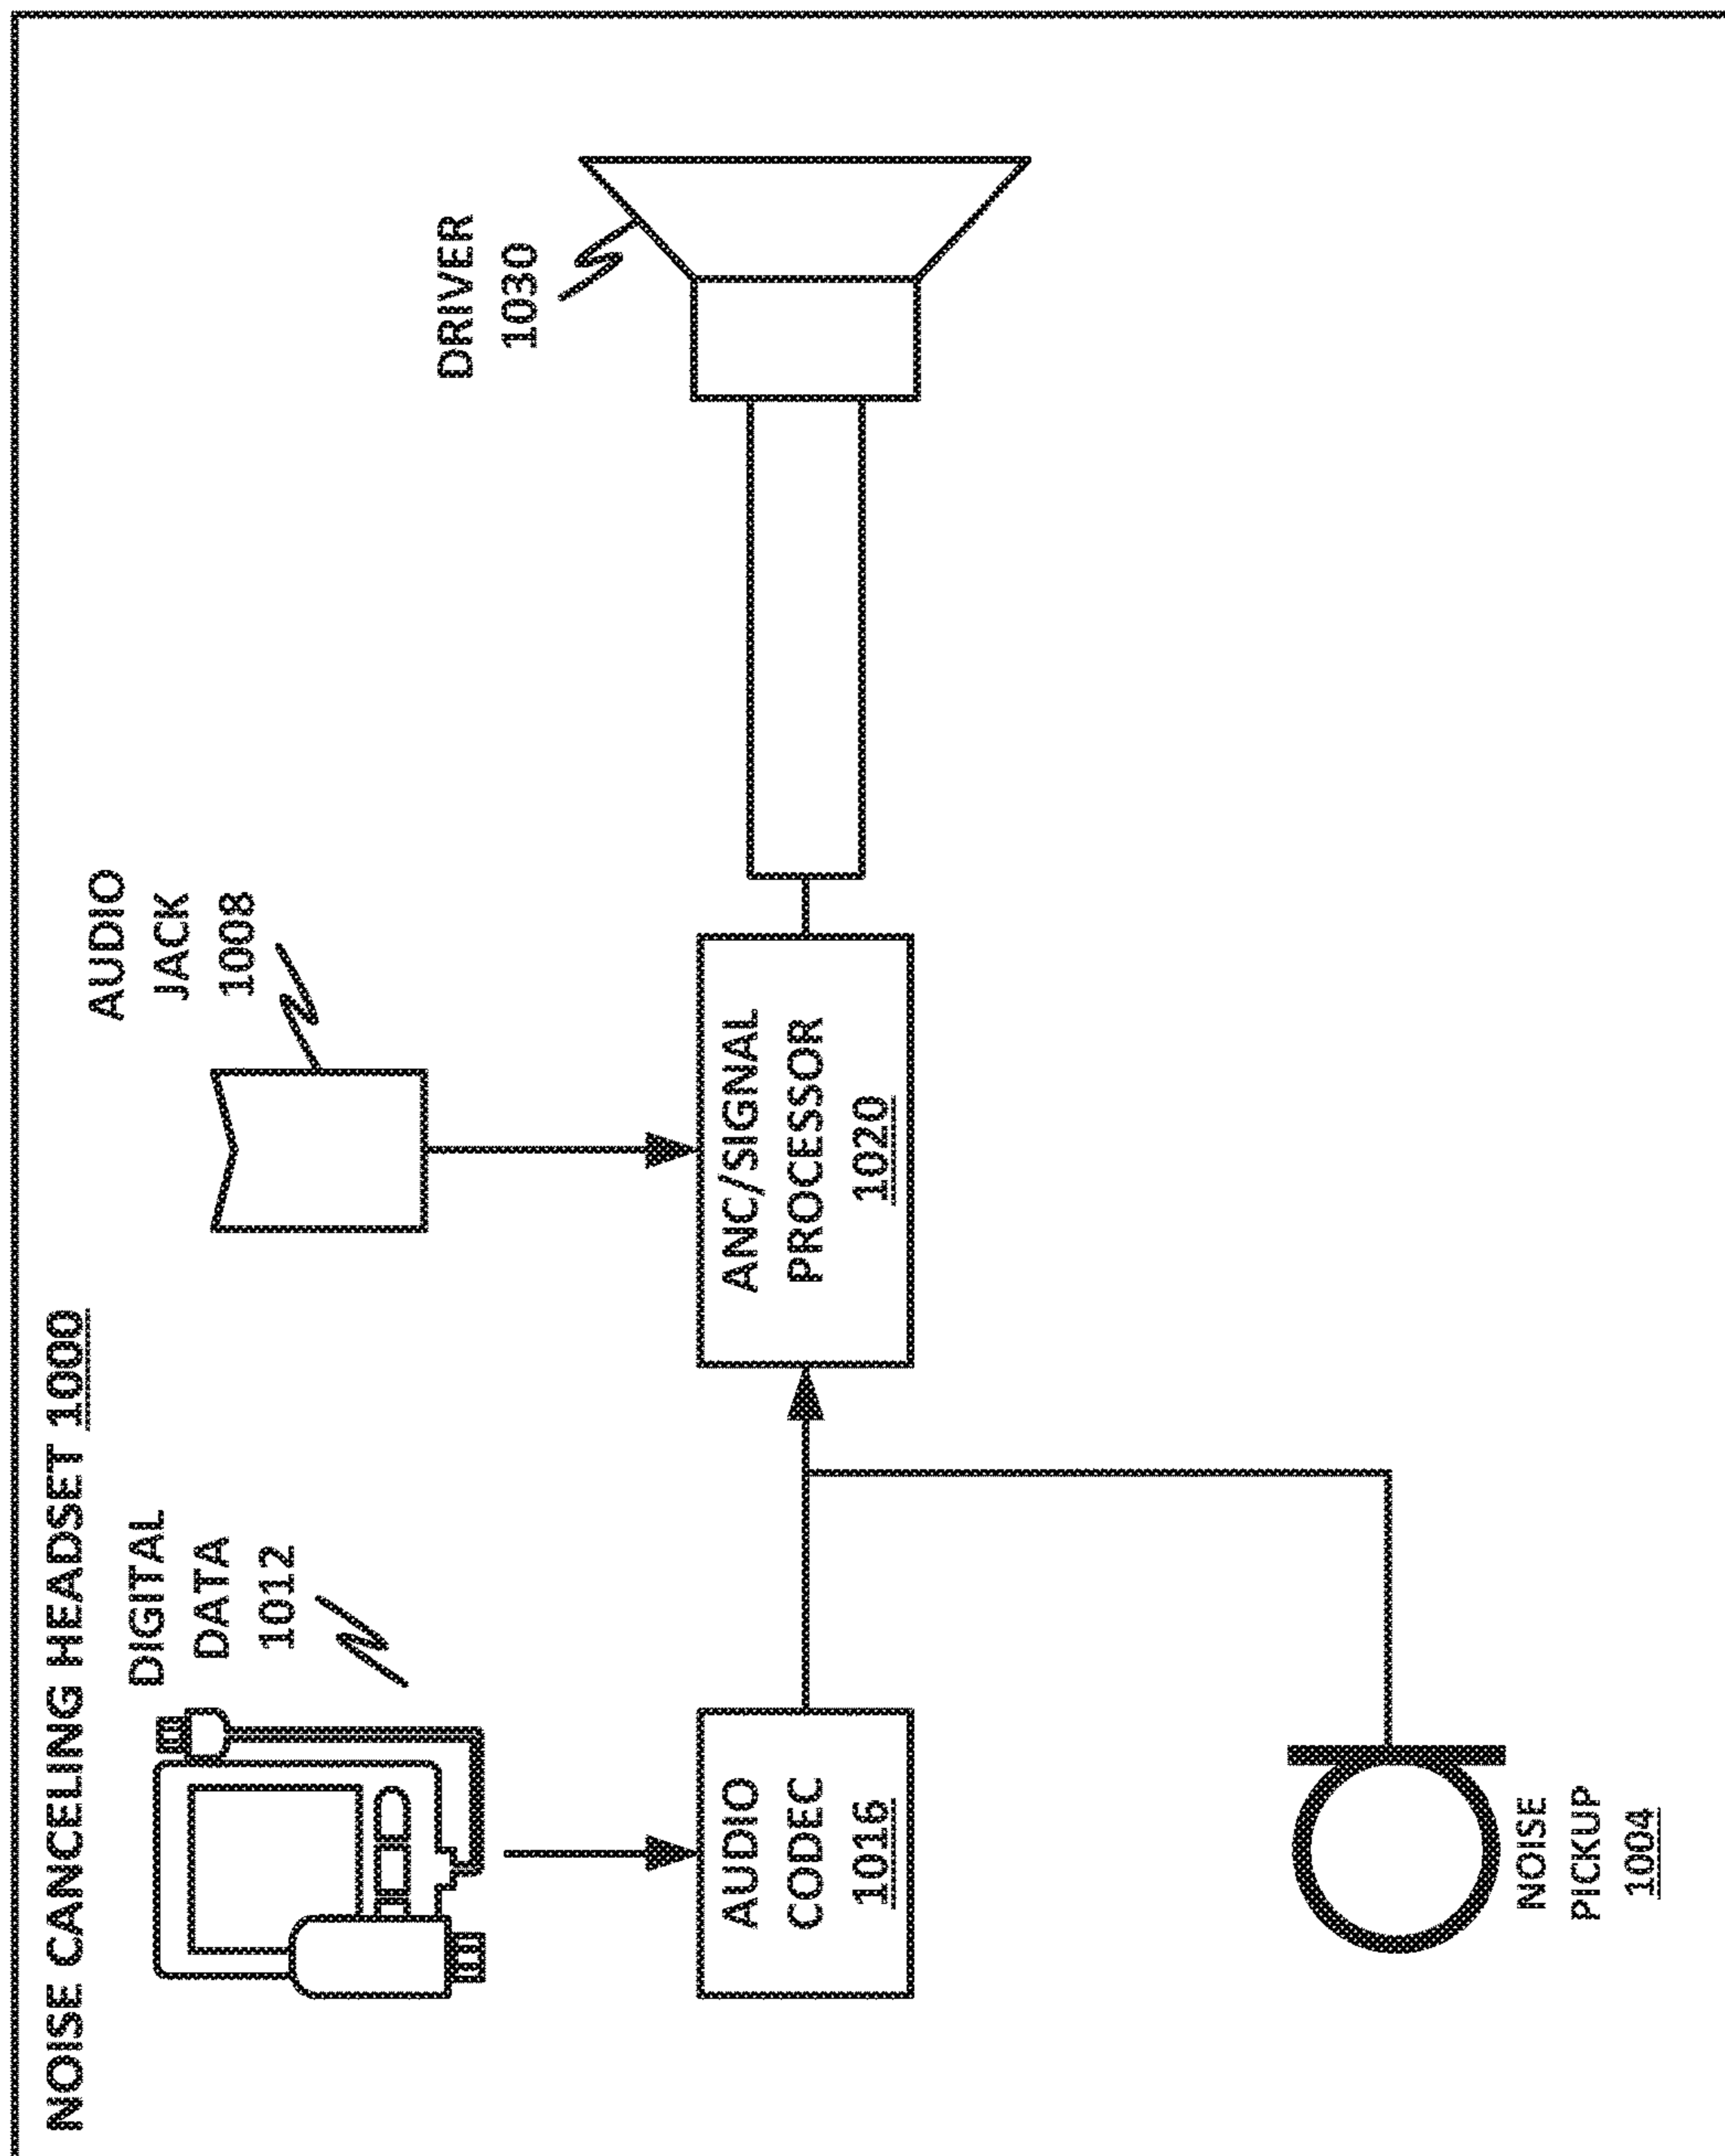 NOISE CANCELING HEADSET 1000
DIGITAL
DATA
1012
AUDIO
JACK
1008
DRIVER
1030
AUDIO
CODEC
1016
ANC/SIGNAL
PROCESSOR
1020
NOISE
PICKUP
1004